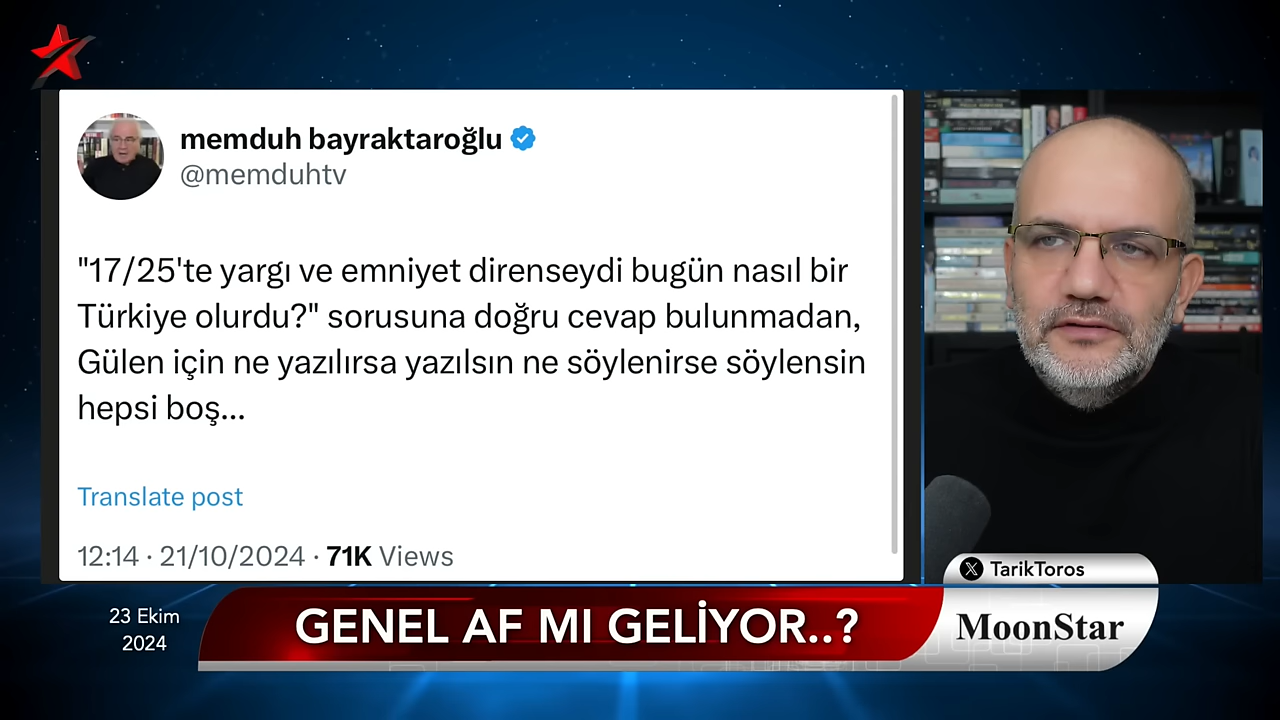 memduh bayraktaroğlu
@memduhtv
"17/25'te yargı ve emniyet direnseydi bugün nasıl bir
Türkiye olurdu?" sorusuna doğru cevap bulunmadan,
Gülen için ne yazılırsa yazılsın ne söylenirse söylensin
hepsi boş...
Translate post
12:14 · 21/10/2024 · 71K Views
TarikToros
23 Ekim
2024
GENEL AF MI GELİYOR..?
MoonStar